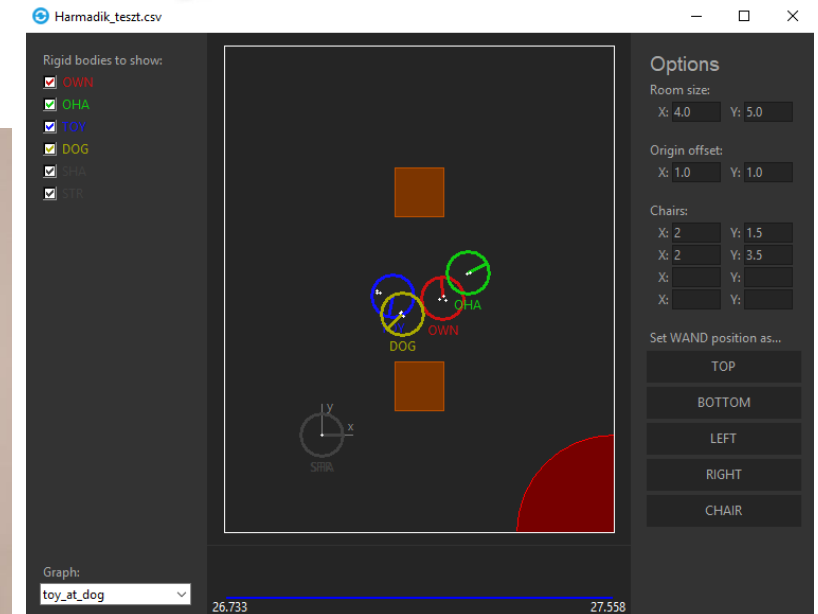 Harmadik_teszt.csv
Rigid bodies to show:
OWN
OHA
TOY
DOG
SHA
STR
Graph:
toy_at_dog
OHA
OWN
DOG
y
x
26.733
27.558
Options
Room size:
X: 4.0 Y: 5.0
Origin offset:
X: 1.0 Y: 1.0
Chairs:
X: 2 Y: 1.5
X: 2 Y: 3.5
X: Y:
X: Y:
Set WAND position as...
TOP
BOTTOM
LEFT
RIGHT
CHAIR